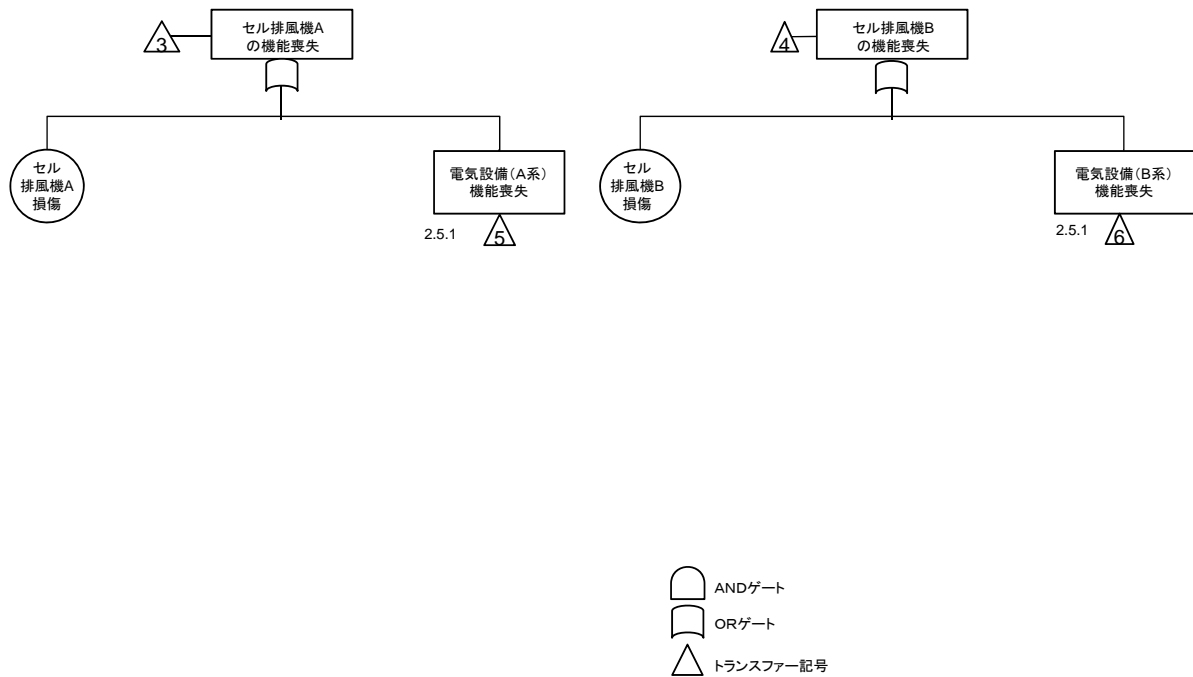 3
セル排風機A
の機能喪失
セル
排風機A
損傷
電気設備(A系)
機能喪失
2.5.1
5
4
セル排風機B
の機能喪失
セル
排風機B
損傷
電気設備(B系)
機能喪失
2.5.1
6
ANDゲート
ORゲート
トランスファー記号